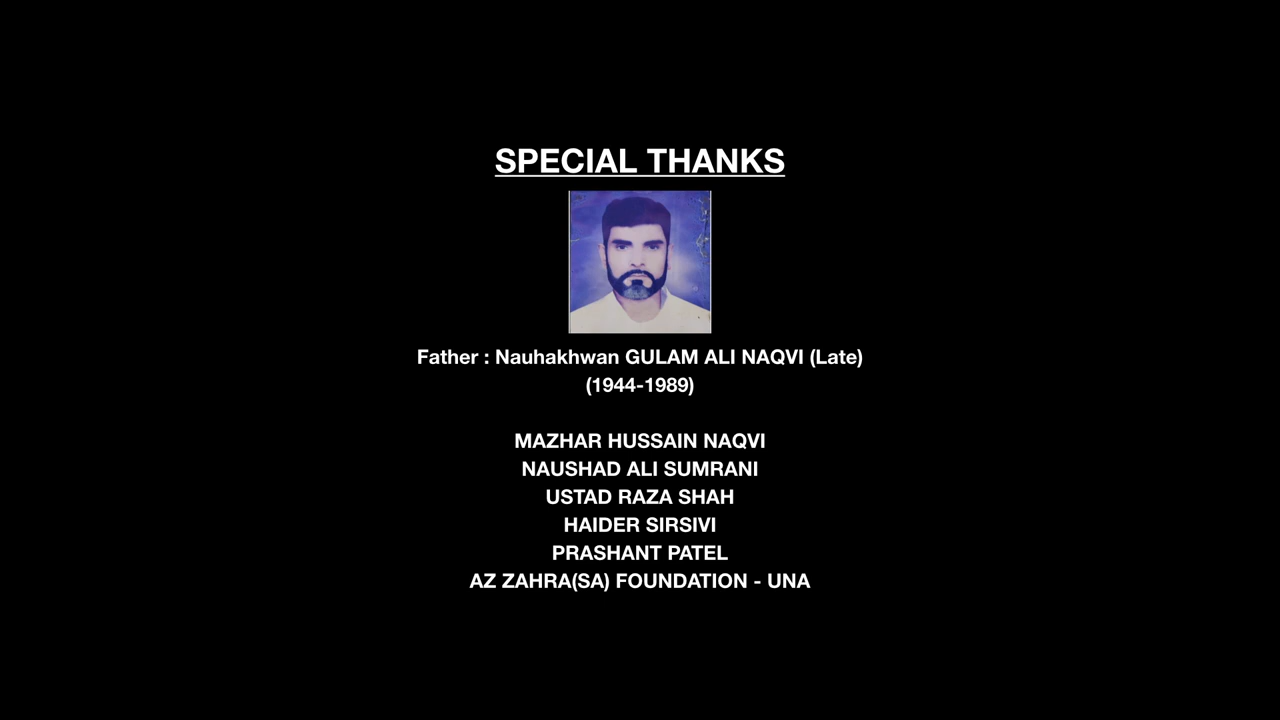 SPECIAL THANKS
Father : Nauhakhwan GULAM ALI NAQVI (Late)
(1944-1989)
MAZHAR HUSSAIN NAQVI
NAUSHAD ALI SUMRANI
USTAD RAZA SHAH
HAIDER SIRSIVI
PRASHANT PATEL
AZ ZAHRA(SA) FOUNDATION - UNA